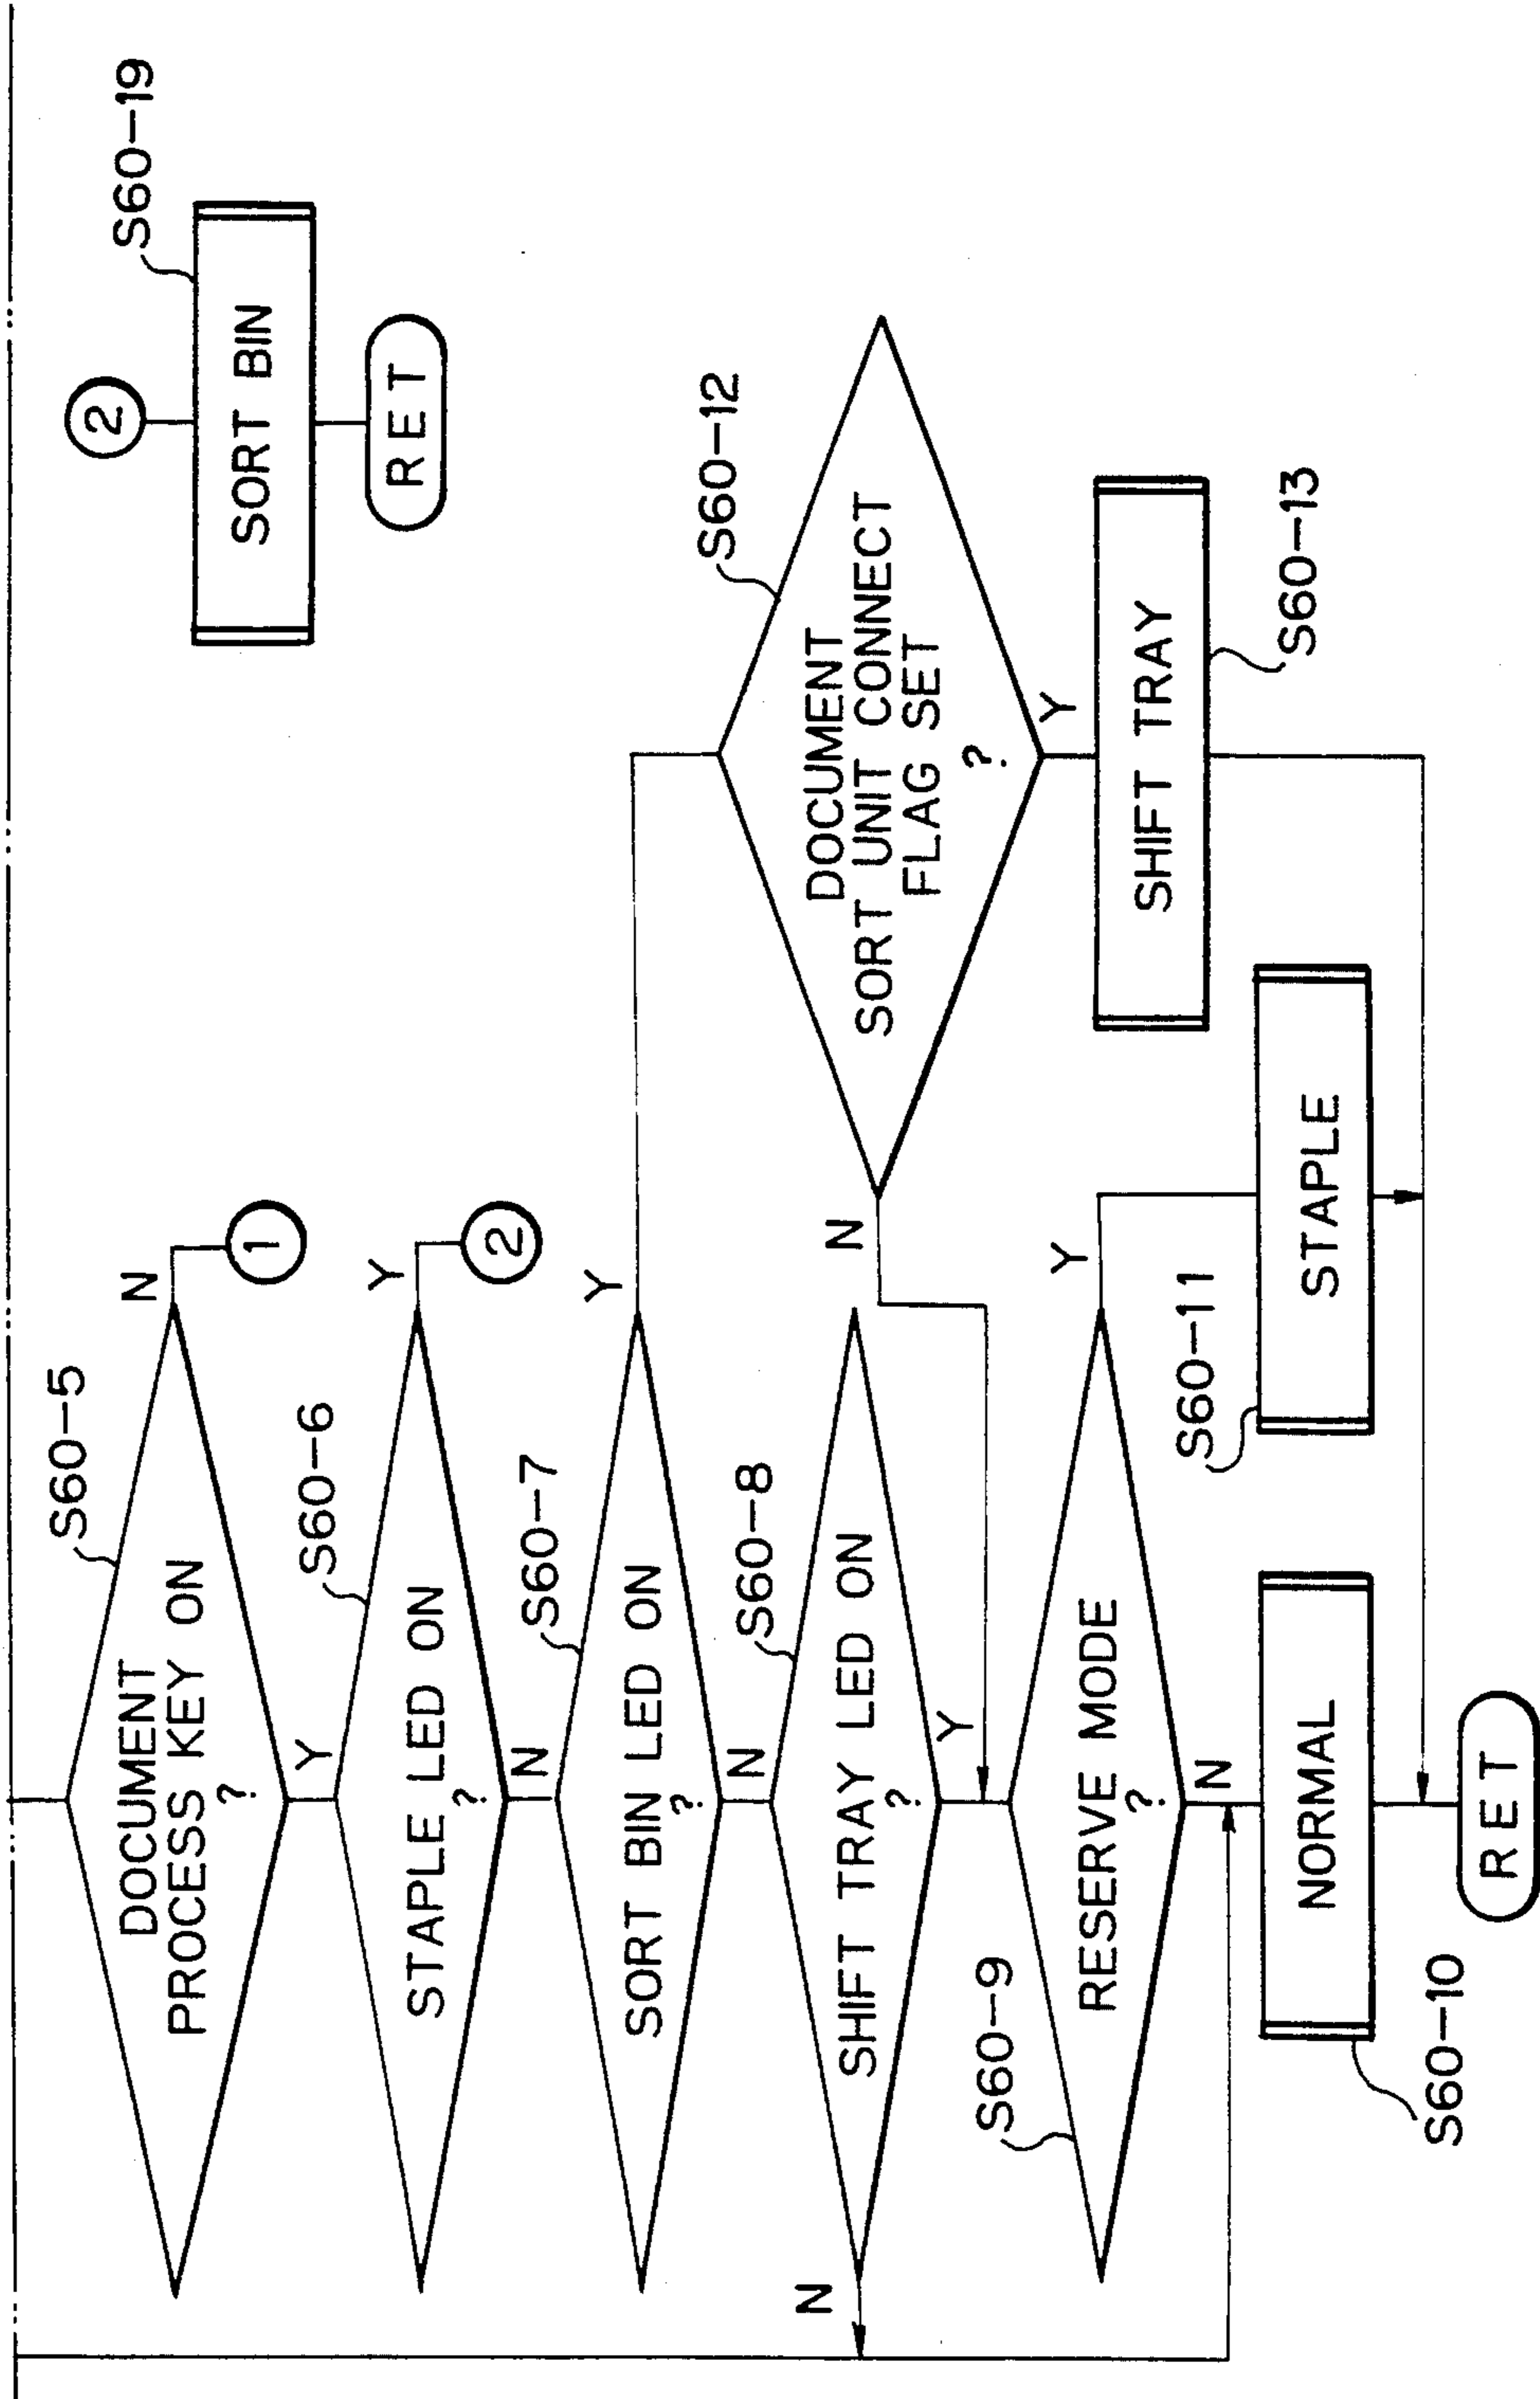 S60-5
DOCUMENT
PROCESS KEY ON
?
N
1
Y
S60-6
STAPLE LED ON
?
Y
2
N
S60-7
SORT BIN LED ON
?
Y
N
S60-8
SHIFT TRAY LED ON
?
N
Y
S60-9
RESERVE MODE
?
Y
N
NORMAL
S60-10
RET
S60-11
STAPLE
S60-12
DOCUMENT
SORT UNIT CONNECT
FLAG SET
?
N
Y
SHIFT TRAY
S60-13
2
S60-19
SORT BIN
RET